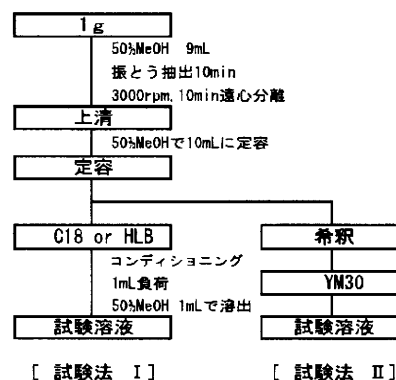 1g
50%MeOH 9mL
振とう抽出10min
3000rpm.10min遠心分離
上清
50%MeOHで10mLに定容
定容
C18 or HLB
希釈
コンディショニング
1mL負荷
YM30
50%MeOH 1mLで溶出
試験溶液
試験溶液
[ 試験法 Ⅰ]
[ 試験法 Ⅱ]